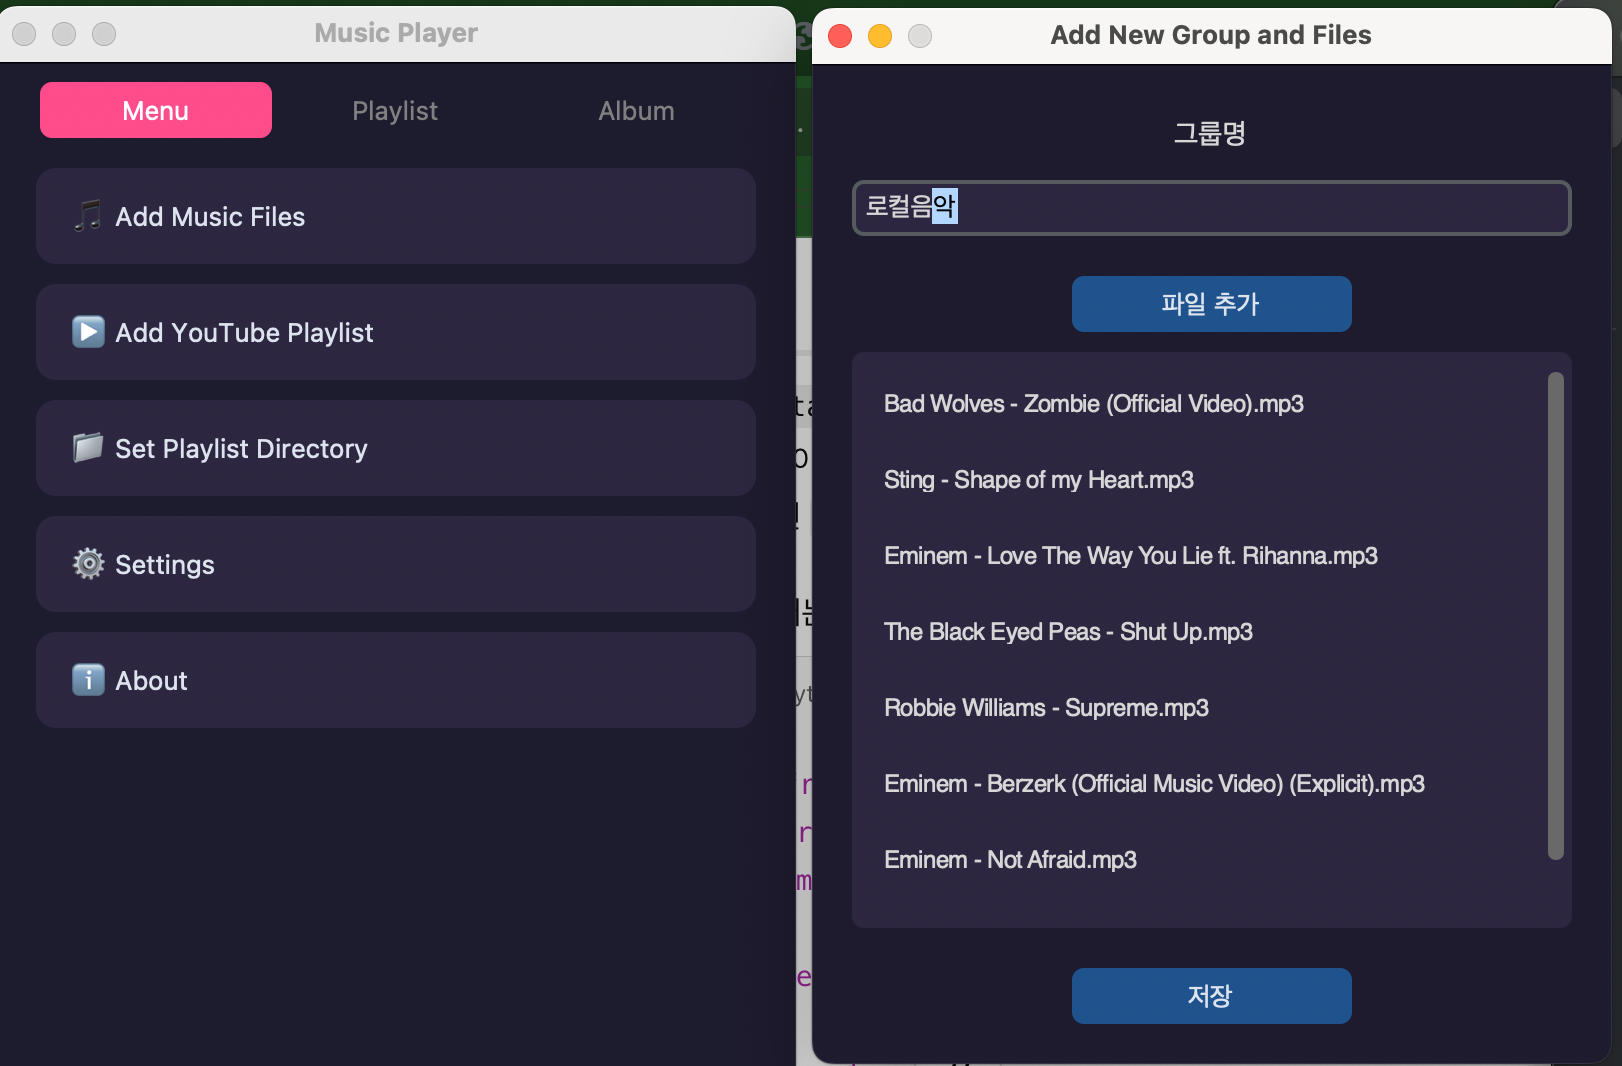 Music Player
Menu
Playlist
Album
Add Music Files
Add YouTube Playlist
Set Playlist Directory
Settings
About
Add New Group and Files
그룹명
로컬음악
파일 추가
Bad Wolves - Zombie (Official Video).mp3
Sting - Shape of my Heart.mp3
Eminem - Love The Way You Lie ft. Rihanna.mp3
The Black Eyed Peas - Shut Up.mp3
Robbie Williams - Supreme.mp3
Eminem - Berzerk (Official Music Video) (Explicit).mp3
Eminem - Not Afraid.mp3
저장